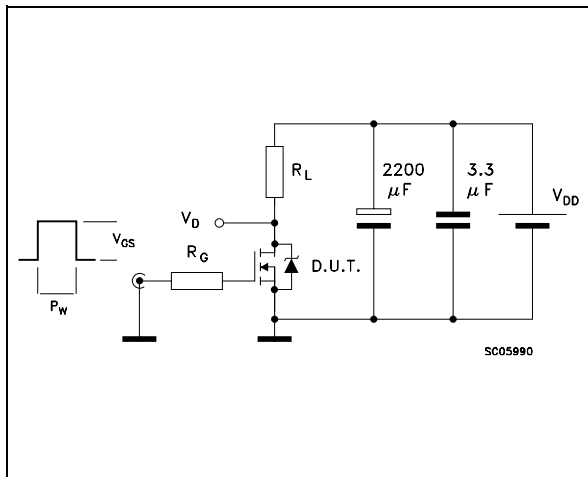 R_L
2200
μF
3.3
μF
V_DD
V_D
V_GS
R_G
D.U.T.
P_W
SC05990